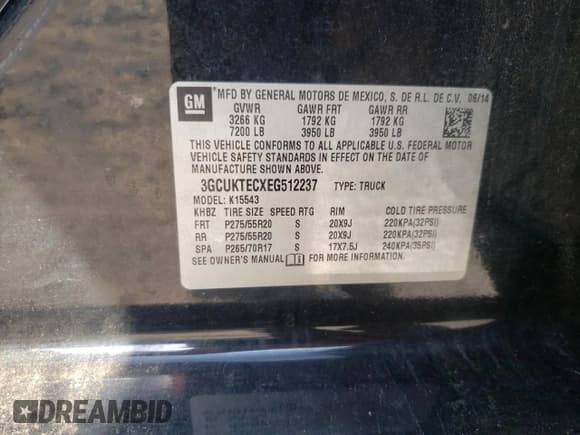 GM
MFD BY GENERAL MOTORS DE MEXICO, S. DE R.L. DE C.V. 06/14
GVWR GAWR FRT GAWR RR
3266 KG 1792 KG 1792 KG
7200 LB 3950 LB 3950 LB
THIS VEHICLE CONFORMS TO ALL APPLICABLE U.S. FEDERAL MOTOR
VEHICLE SAFETY STANDARDS IN EFFECT ON THE DATE OF
MANUFACTURE SHOWN ABOVE.
3GCUKTECXEG512237 TYPE: TRUCK
MODEL: K15543
KHBZ TIRE SIZE SPEED RTG RIM COLD TIRE PRESSURE
FRT P275/55R20 S 20X9J 220KPA(32PSI)
RR P275/55R20 S 20X9J 220KPA(32PSI)
SPA P265/70R17 S 17X7.5J 240KPA(35PSI)
SEE OWNER'S MANUAL FOR MORE INFORMATION.
DREAMBID